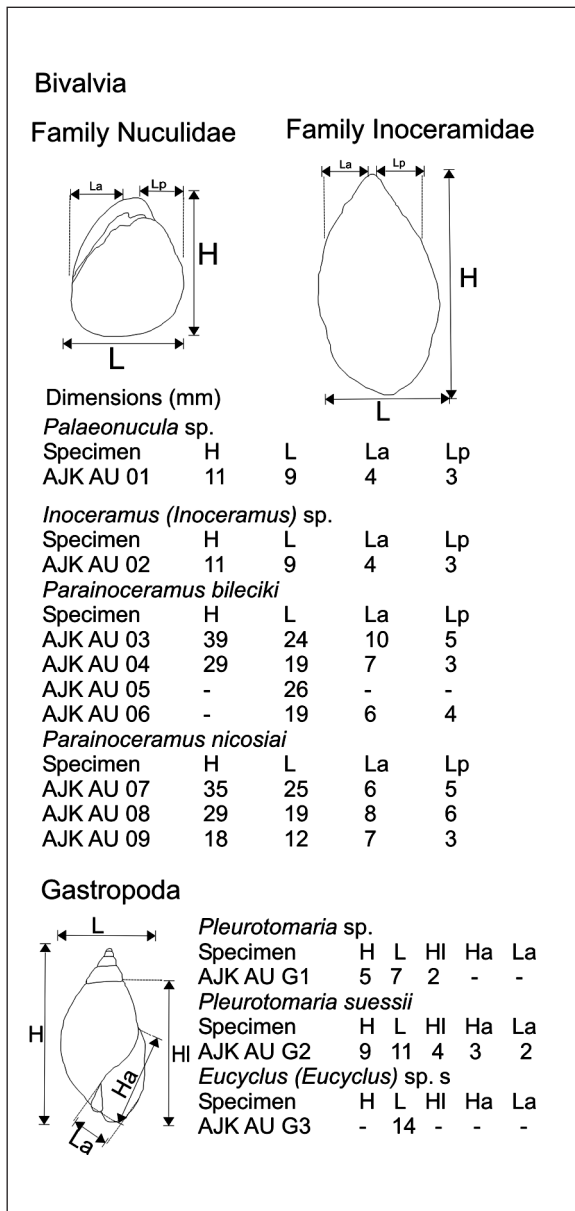 Bivalvia
Family Nuculidae
Family Inoceramidae
La Lp
H
L
La Lp
H
L
Dimensions (mm)
Palaeonucula sp.
Specimen H L La Lp
AJK AU 01 11 9 4 3
Inoceramus (Inoceramus) sp.
Specimen H L La Lp
AJK AU 02 11 9 4 3
Parainoceramus bileciki
Specimen H L La Lp
AJK AU 03 39 24 10 5
AJK AU 04 29 19 7 3
AJK AU 05 - 26 - -
AJK AU 06 - 19 6 4
Parainoceramus nicosiai
Specimen H L La Lp
AJK AU 07 35 25 6 5
AJK AU 08 29 19 8 6
AJK AU 09 18 12 7 3
Gastropoda
L
H
Hl
Ha
La
Pleurotomaria sp.
Specimen H L Hl Ha La
AJK AU G1 5 7 2 - -
Pleurotomaria suessii
Specimen H L Hl Ha La
AJK AU G2 9 11 4 3 2
Eucyclus (Eucyclus) sp. s
Specimen H L Hl Ha La
AJK AU G3 - 14 - - -